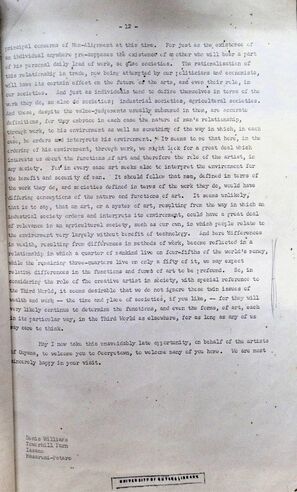 - 12 -
principal concerns of Non-Alignment at this time. For just as the existence of
an individual anywhere pre-supposes the existence of another who will bear a part
of his personal daily load of work, so do societies. The rationalisation of
this relationship in trade, now being attempted by our politicians and economists,
will have its certain effect on the future of the arts, and even their role, in
our societies. And just as individuals tend to define themselves in terms of the
work they do, so also do societies; Industrial societies, agricultural societies.
And these, despite the value-judgements usually embraced in them, are accurate
definitions, for they embrace in each case the nature of man's relationship,
through work, to his environment as well as something of the way in which, in each
case, he orders and interprets his environment. It seems to me that here, in the
ordering of his environment, through work, we might look for a great deal which
interests us about the functions of art and therefore the role of the artist, in
any society. For in every case art seeks also to interpret the environment for
the benefit and security of man. It should follow that men, defined in terms of
the work they do, and societies defined in terms of the work they do, would have
differing conceptions of the nature and functions of art. It seems unlikely,
that is to say, that an art, or a system of art, resulting from the way in which an
industrial society orders and interprets its environment, could have a great deal
of relevance in an agricultural society, such as our own, in which people relate to
the environment very largely without benefit of technology. And here differences
in wealth, resulting from differences in methods of work, become reflected in a
relationship in which a quarter of mankind live on four-fifths of the world's money,
while the remaining three-quarters live on only a fifth of it, we may expect
relative differences in the functions and forms of art to be profound. So, in
considering the role of the creative artist in society, with special reference to
the Third World, it seems desirable that we do not ignore these twin issues of
wealth and work -- the time and place of societies, if you like, -- for they will
very likely continue to determine the functions, and even the forms, of art, each
in its particular way, in the Third World as elsewhere, for as long as any of us
may care to think.
May I now take this unavoidably late opportunity, on behalf of the artists
of Guyana, to welcome you to Georgetown, to welcome many of you here. We are most
sincerely happy in your visit.
Denis Williams
Issano
Mazaruni-Potaro
UNIVERSITY OF GUYANA LIBRARY